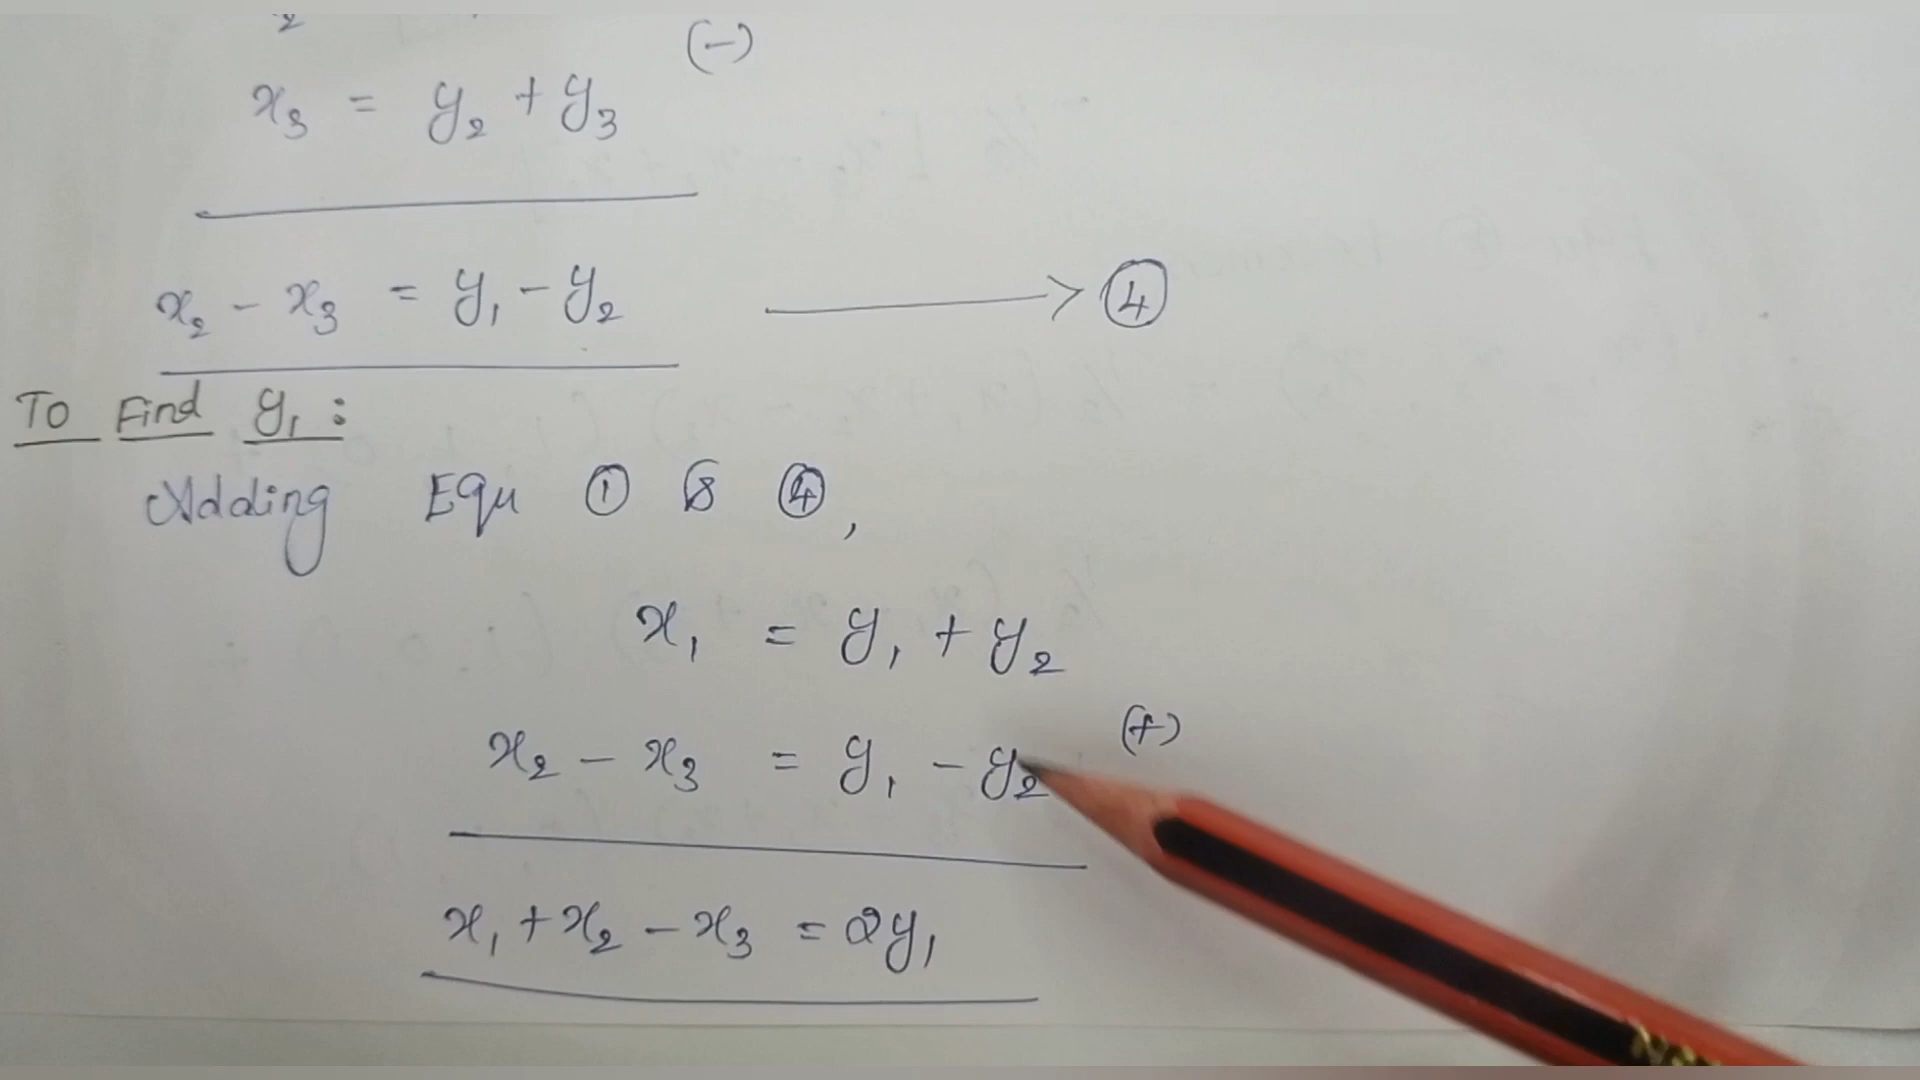 (-)
x₃ = y₂ + y₃
x₂ - x₃ = y₁ - y₂ ⟶ ④
To Find y₁ :
Adding Equ ① & ④,
x₁ = y₁ + y₂
(+)
x₂ - x₃ = y₁ - y₂
x₁ + x₂ - x₃ = 2y₁